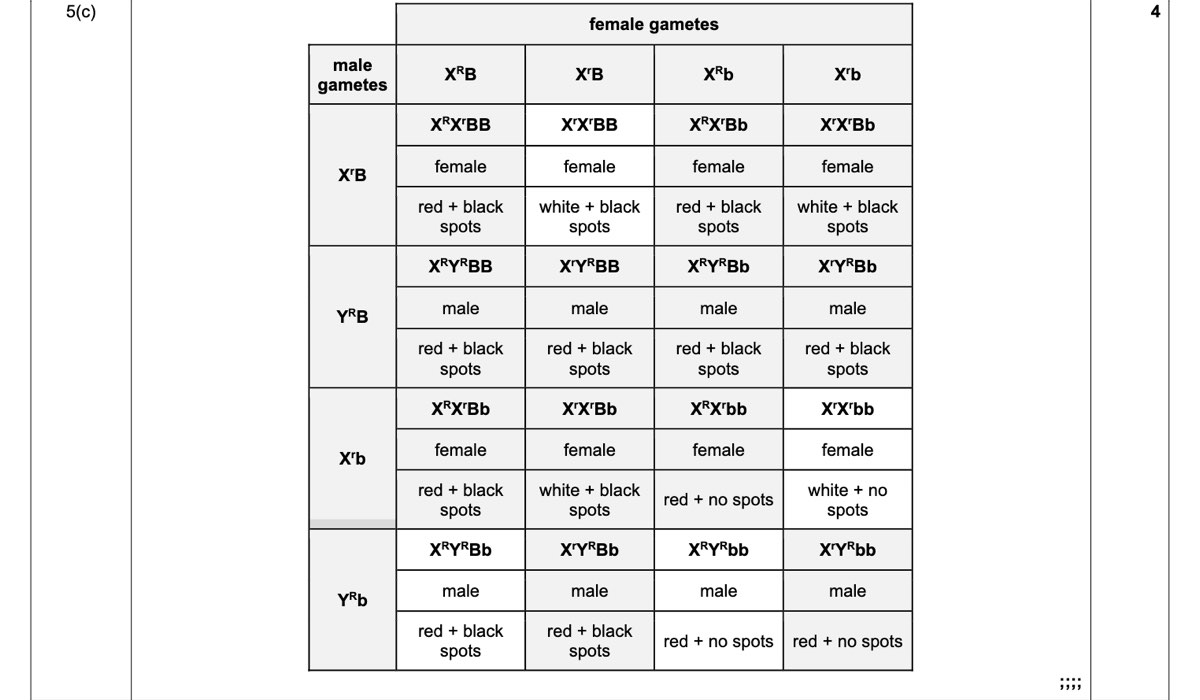 5(c) 4
female gametes
male gametes XᴿB XʳB Xᴿb Xʳb
XʳB XᴿXʳBB XʳXʳBB XᴿXʳBb XʳXʳBb
female female female female
red + black spots white + black spots red + black spots white + black spots
YᴿB XᴿYᴿBB XʳYᴿBB XᴿYᴿBb XʳYᴿBb
male male male male
red + black spots red + black spots red + black spots red + black spots
Xʳb XᴿXʳBb XʳXʳBb XᴿXʳbb XʳXʳbb
female female female female
red + black spots white + black spots red + no spots white + no spots
Yᴿb XᴿYᴿBb XʳYᴿBb XᴿYᴿbb XʳYᴿbb
male male male male
red + black spots red + black spots red + no spots red + no spots
;;;;